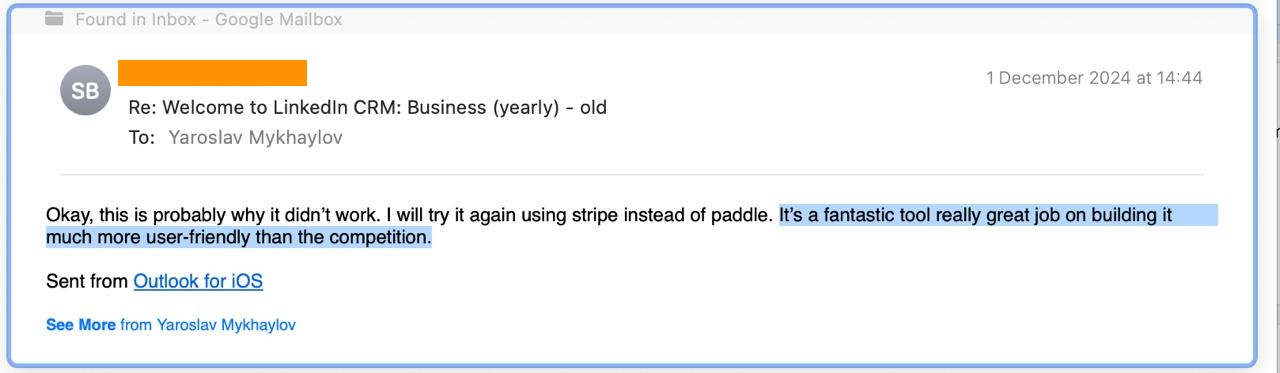 Found in Inbox - Google Mailbox
SB
1 December 2024 at 14:44
Re: Welcome to LinkedIn CRM: Business (yearly) - old
To: Yaroslav Mykhaylov
Okay, this is probably why it didn’t work. I will try it again using stripe instead of paddle. It’s a fantastic tool really great job on building it
much more user-friendly than the competition.
Sent from Outlook for iOS
See More from Yaroslav Mykhaylov